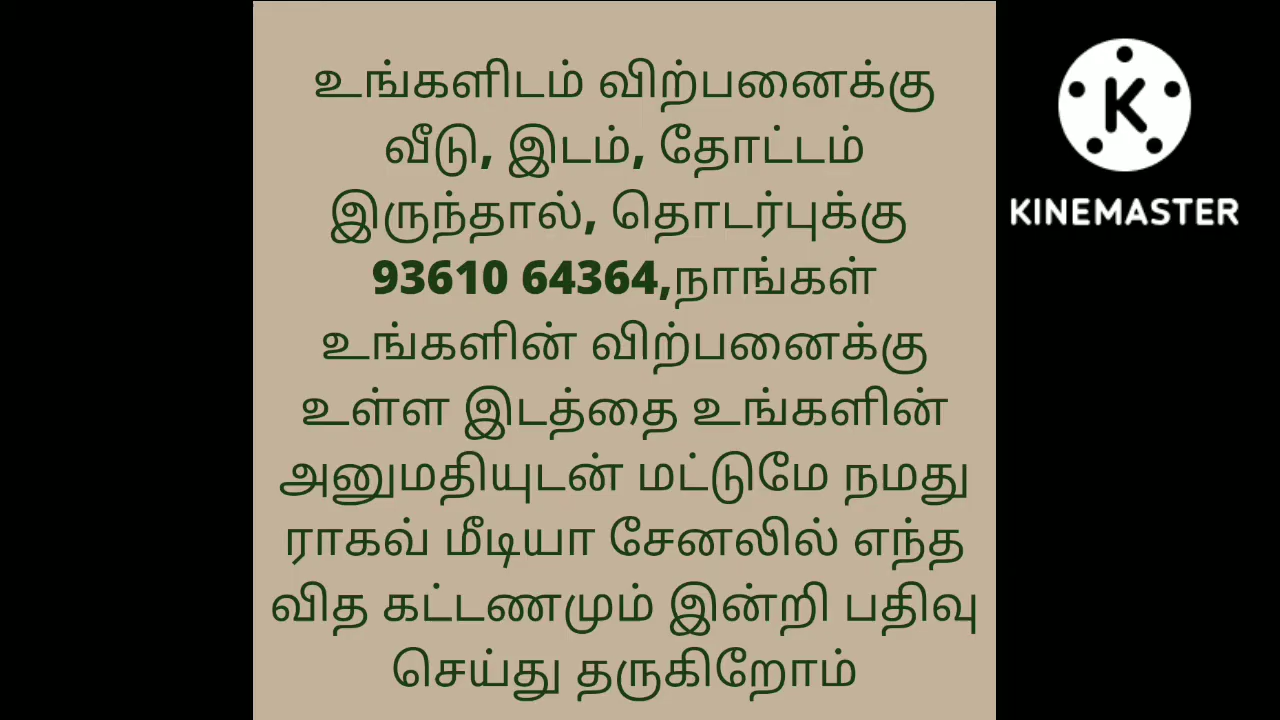 உங்களிடம் விற்பனைக்கு
வீடு, இடம், தோட்டம்
இருந்தால், தொடர்புக்கு
93610 64364,நாங்கள்
உங்களின் விற்பனைக்கு
உள்ள இடத்தை உங்களின்
அனுமதியுடன் மட்டுமே நமது
ராகவ் மீடியா சேனலில் எந்த
வித கட்டணமும் இன்றி பதிவு
செய்து தருகிறோம்
K
KINEMASTER